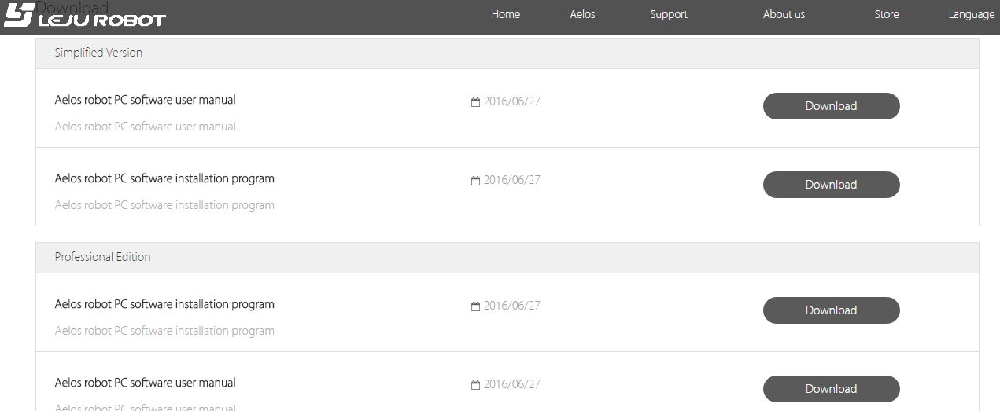 Download
LEJU ROBOT
Home Aelos Support About us Store Language
Simplified Version
Aelos robot PC software user manual 2016/06/27 Download
Aelos robot PC software user manual
Aelos robot PC software installation program 2016/06/27 Download
Aelos robot PC software installation program
Professional Edition
Aelos robot PC software installation program 2016/06/27 Download
Aelos robot PC software installation program
Aelos robot PC software user manual 2016/06/27 Download
Aelos robot PC software user manual